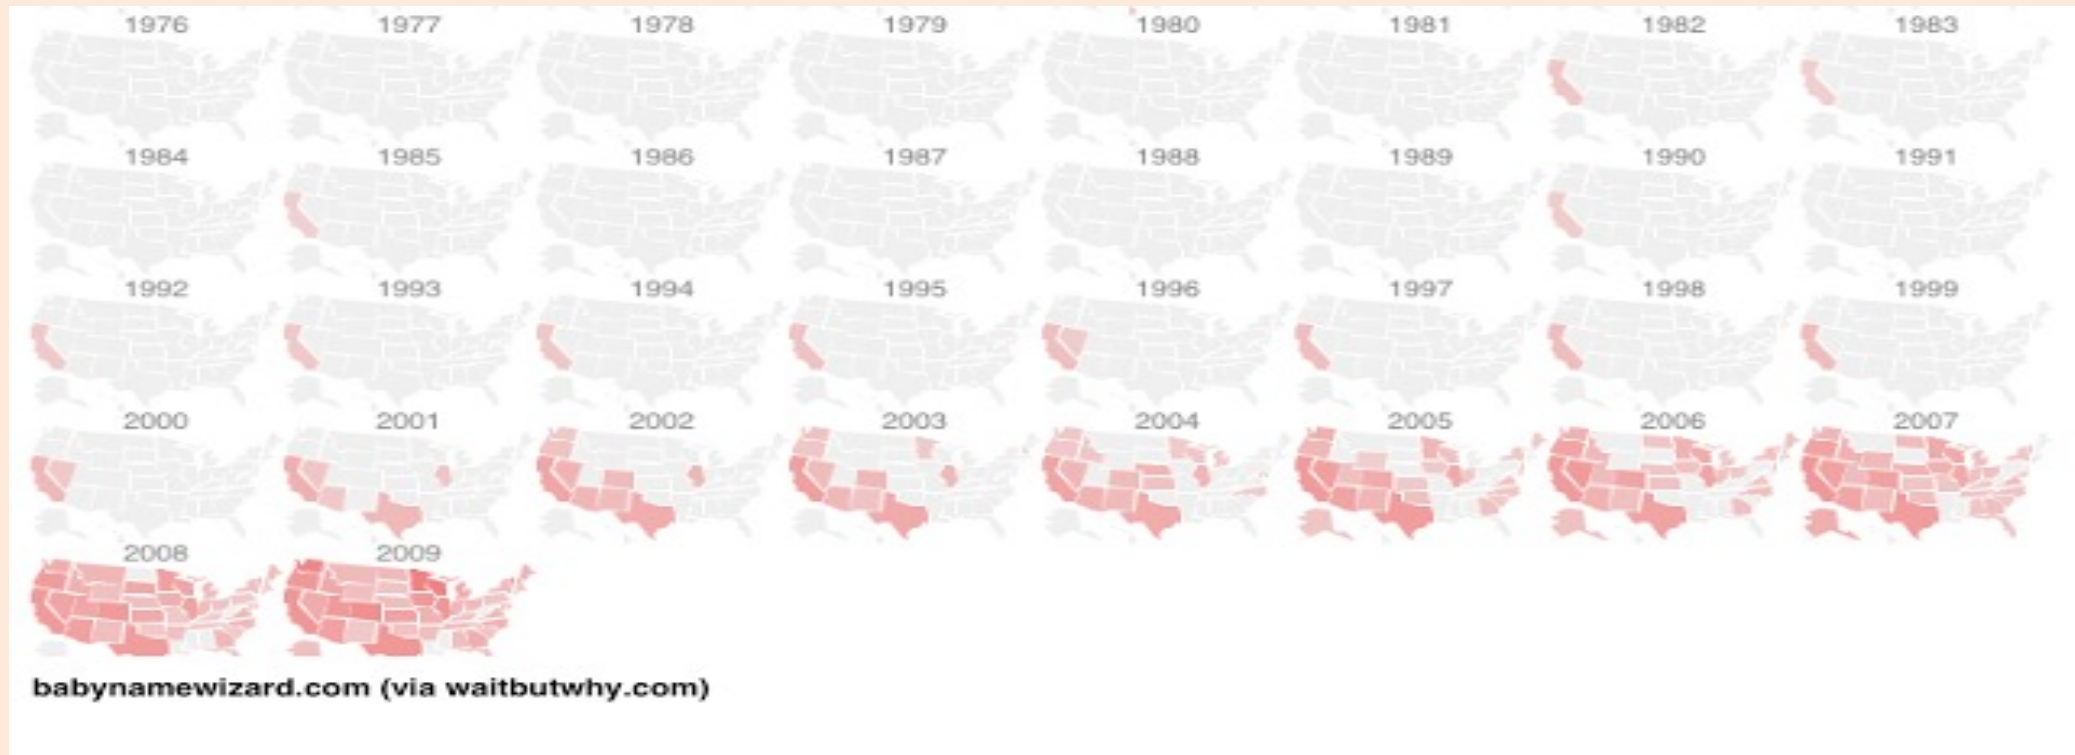 1976 1977 1978 1979 1980 1981 1982 1983
1984 1985 1986 1987 1988 1989 1990 1991
1992 1993 1994 1995 1996 1997 1998 1999
2000 2001 2002 2003 2004 2005 2006 2007
2008 2009
babynamewizard.com (via waitbutwhy.com)